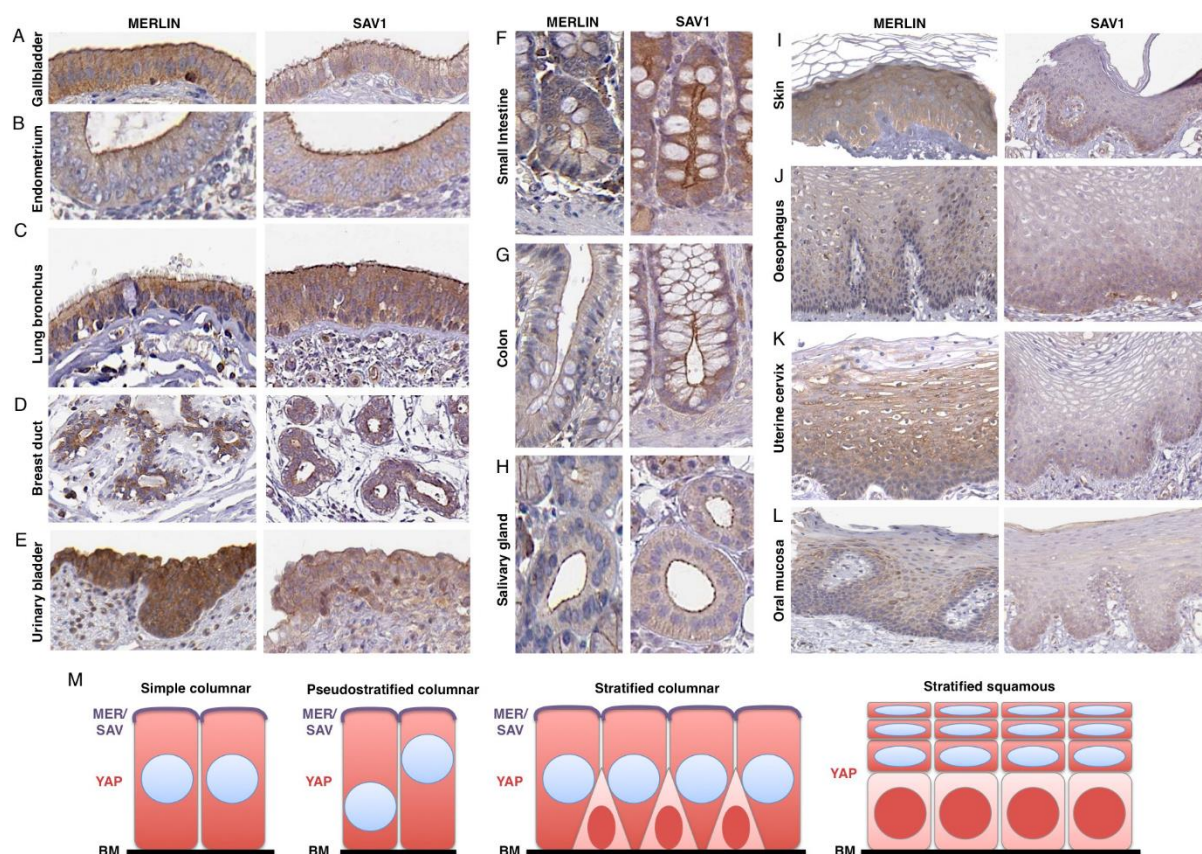 MERLIN
SAV1
A
Gallbladder
B
Endometrium
C
Lung bronchus
D
Breast duct
E
Urinary bladder
MERLIN
SAV1
F
Small Intestine
G
Colon
H
Salivary gland
MERLIN
SAV1
I
Skin
J
Oesophagus
K
Uterine cervix
L
Oral mucosa
M
Simple columnar
MER/
SAV
YAP
BM
Pseudostratified columnar
MER/
SAV
YAP
BM
Stratified columnar
MER/
SAV
YAP
BM
Stratified squamous
YAP
BM